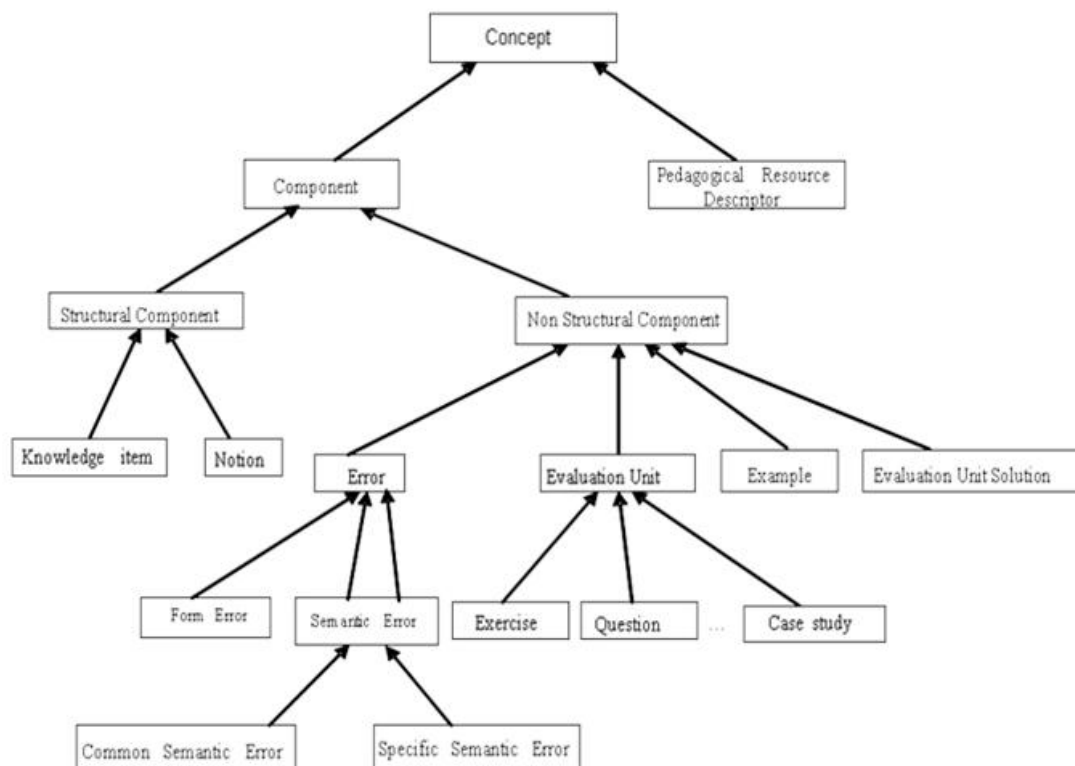 Concept
Component
Pedagogical Resource
Descriptor
Structural Component
Non Structural Component
Knowledge item
Notion
Error
Evaluation Unit
Example
Evaluation Unit Solution
Form Error
Semantic Error
Exercise
Question
...
Case study
Common Semantic Error
Specific Semantic Error